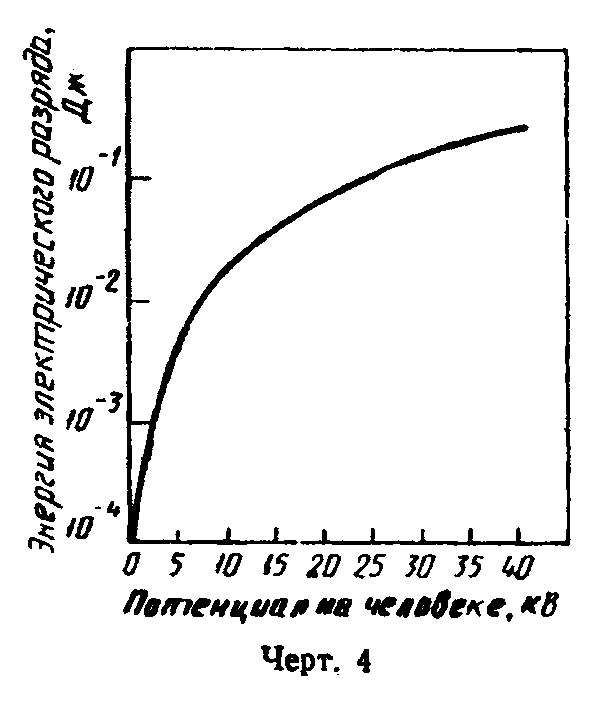 Энергия электрического разряда,
Дж
10⁻¹
10⁻²
10⁻³
10⁻⁴
0 5 10 15 20 25 30 35 40
Потенциал на человеке, кВ
Черт. 4